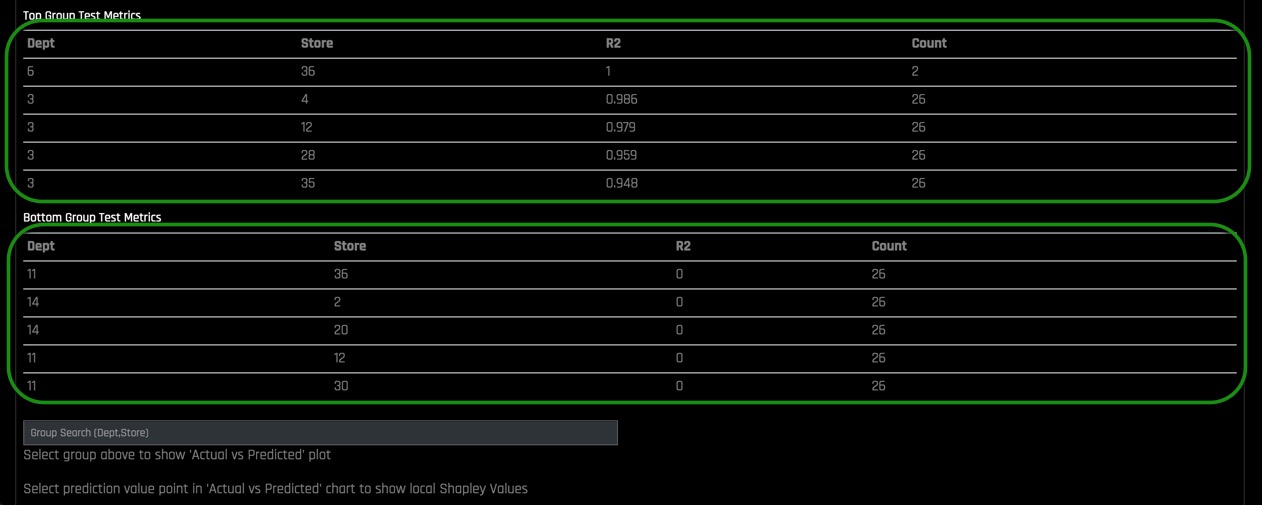 Top Group Test Metrics
Dept Store R2 Count
6 36 1 2
3 4 0.986 26
3 12 0.979 26
3 28 0.959 26
3 35 0.948 26
Bottom Group Test Metrics
Dept Store R2 Count
11 36 0 26
14 2 0 26
14 20 0 26
11 12 0 26
11 30 0 26
Group Search (Dept,Store)
Select group above to show 'Actual vs Predicted' plot
Select prediction value point in 'Actual vs Predicted' chart to show local Shapley Values